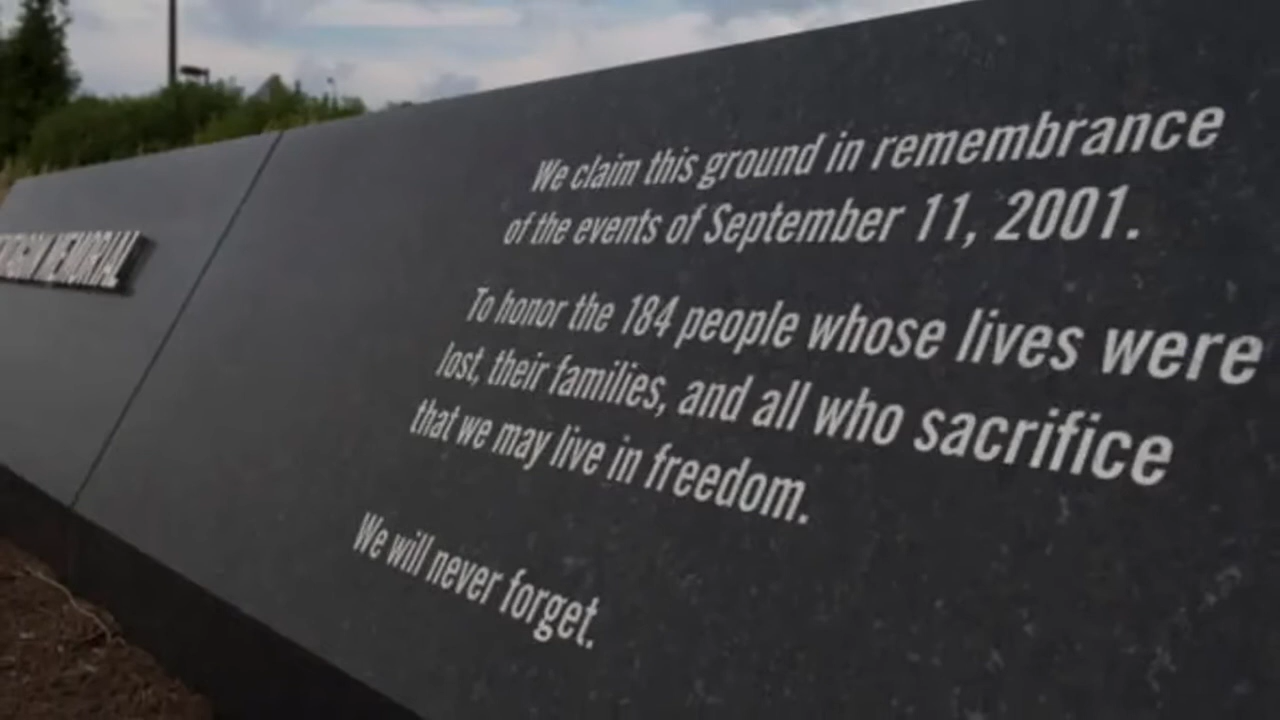 MEMORIAL
We claim this ground in remembrance
of the events of September 11, 2001.
To honor the 184 people whose lives were
lost, their families, and all who sacrifice
that we may live in freedom.
We will never forget.